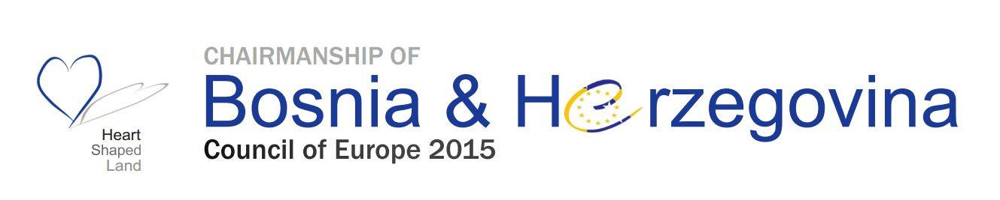 CHAIRMANSHIP OF
Bosnia & Herzegovina
Council of Europe 2015
Heart
Shaped
Land